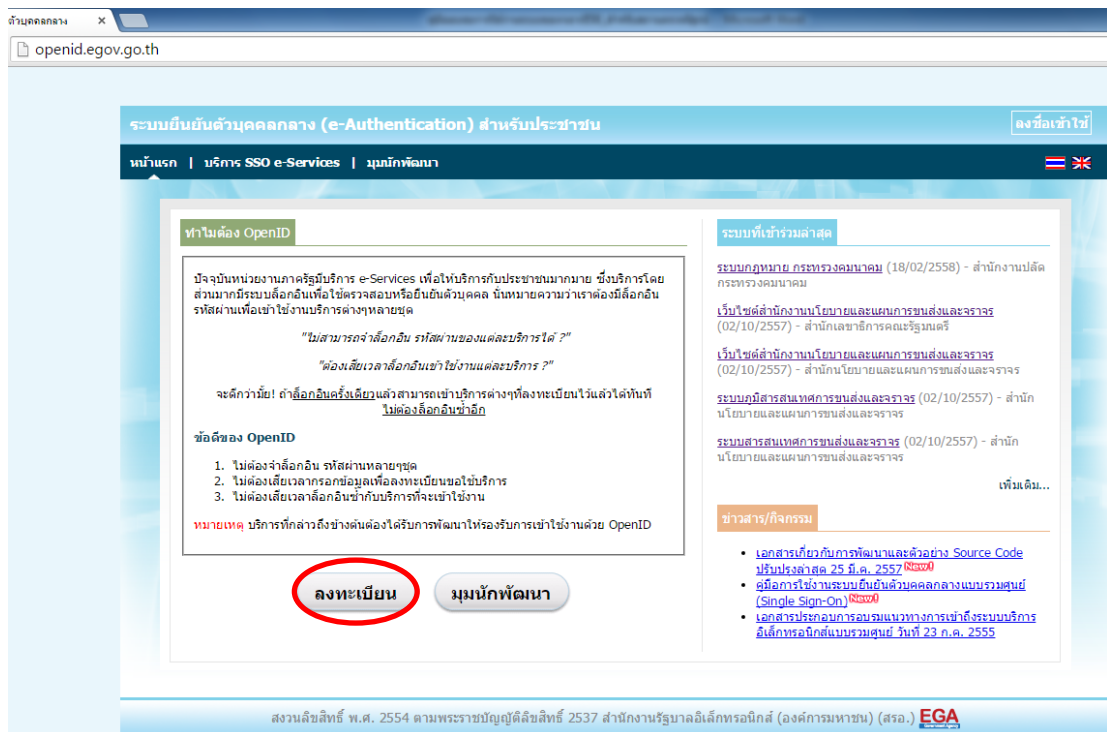 ตัวบุคคลกลาง ×
openid.egov.go.th
ระบบยืนยันตัวบุคคลกลาง (e-Authentication) สำหรับประชาชน
ลงชื่อเข้าใช้
หน้าแรก | บริการ SSO e-Services | มุมนักพัฒนา
ทำไมต้อง OpenID
ปัจจุบันหน่วยงานภาครัฐมีบริการ e-Services เพื่อให้บริการกับประชาชนมากมาย ซึ่งบริการโดย
ส่วนมากมีระบบล็อกอินเพื่อใช้ตรวจสอบหรือยืนยันตัวบุคคล นั่นหมายความว่าเราต้องมีล็อกอิน
รหัสผ่านเพื่อเข้าใช้งานบริการต่างๆหลายชุด
"ไม่สามารถจำล็อกอิน รหัสผ่านของแต่ละบริการได้ ?"
"ต้องเสียเวลาล็อกอินเข้าใช้งานแต่ละบริการ ?"
จะดีกว่ามั้ย! ถ้าล็อกอินครั้งเดียวแล้วสามารถเข้าบริการต่างๆที่ลงทะเบียนไว้แล้วได้ทันที
ไม่ต้องล็อกอินซ้ำอีก
ข้อดีของ OpenID
1. ไม่ต้องจำล็อกอิน รหัสผ่านหลายๆชุด
2. ไม่ต้องเสียเวลากรอกข้อมูลเพื่อลงทะเบียนขอใช้บริการ
3. ไม่ต้องเสียเวลาล็อกอินซ้ำกับบริการที่จะเข้าใช้งาน
หมายเหตุ บริการที่กล่าวถึงข้างต้นต้องได้รับการพัฒนาให้รองรับการเข้าใช้งานด้วย OpenID
ลงทะเบียน
มุมนักพัฒนา
ระบบที่เข้าร่วมล่าสุด
ระบบกฎหมาย กระทรวงคมนาคม (18/02/2558) - สำนักงานปลัด
กระทรวงคมนาคม
เว็บไซต์สำนักงานนโยบายและแผนการขนส่งและจราจร
(02/10/2557) - สำนักเลขาธิการคณะรัฐมนตรี
เว็บไซต์สำนักงานนโยบายและแผนการขนส่งและจราจร
(02/10/2557) - สำนักนโยบายและแผนการขนส่งและจราจร
ระบบภูมิสารสนเทศการขนส่งและจราจร (02/10/2557) - สำนัก
นโยบายและแผนการขนส่งและจราจร
ระบบสารสนเทศการขนส่งและจราจร (02/10/2557) - สำนัก
นโยบายและแผนการขนส่งและจราจร
เพิ่มเติม...
ข่าวสาร/กิจกรรม
• เอกสารเกี่ยวกับการพัฒนาและตัวอย่าง Source Code
ปรับปรุงล่าสุด 25 มี.ค. 2557 New!
• คู่มือการใช้งานระบบยืนยันตัวบุคคลกลางแบบรวมศูนย์
(Single Sign-On) New!
• เอกสารประกอบการอบรมแนวทางการเข้าถึงระบบบริการ
อิเล็กทรอนิกส์แบบรวมศูนย์ วันที่ 23 ก.ค. 2555
สงวนลิขสิทธิ์ พ.ศ. 2554 ตามพระราชบัญญัติลิขสิทธิ์ 2537 สำนักงานรัฐบาลอิเล็กทรอนิกส์ (องค์การมหาชน) (สรอ.) EGA